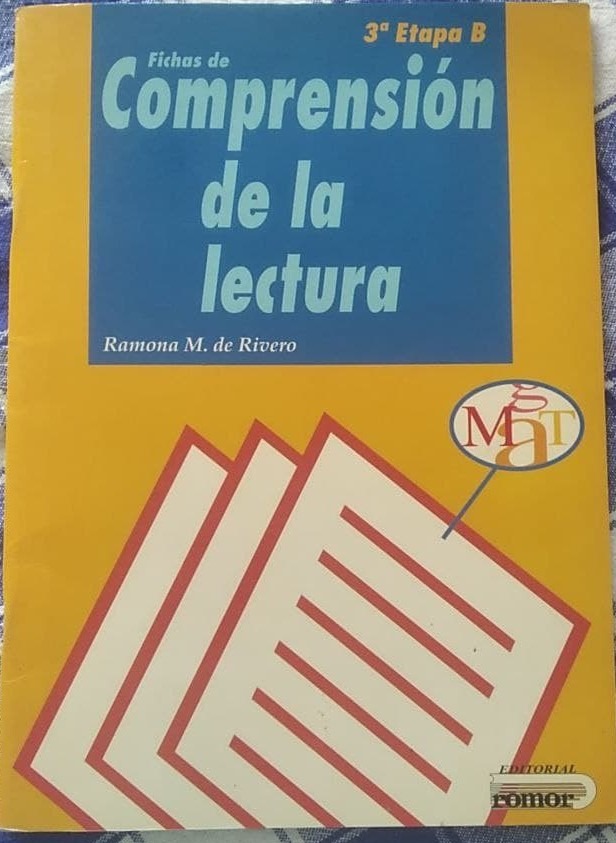 3ª Etapa B
Fichas de
Comprensión
de la
lectura
Ramona M. de Rivero
M g a T
EDITORIAL
romor